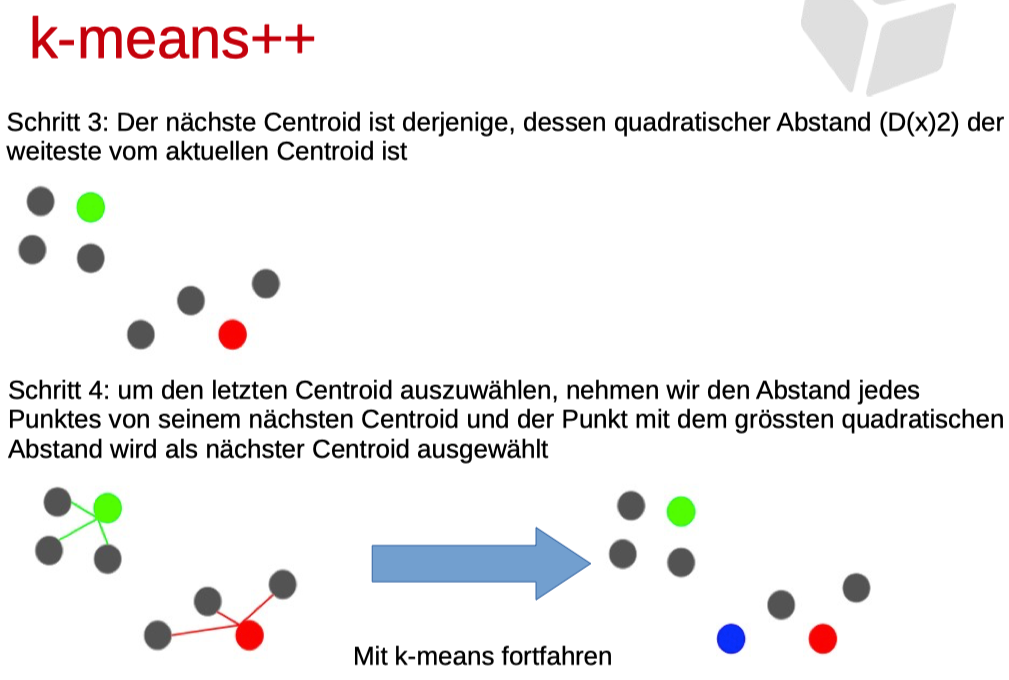 k-means++
Schritt 3: Der nächste Centroid ist derjenige, dessen quadratischer Abstand (D(x)2) der
weiteste vom aktuellen Centroid ist
Schritt 4: um den letzten Centroid auszuwählen, nehmen wir den Abstand jedes
Punktes von seinem nächsten Centroid und der Punkt mit dem grössten quadratischen
Abstand wird als nächster Centroid ausgewählt
Mit k-means fortfahren